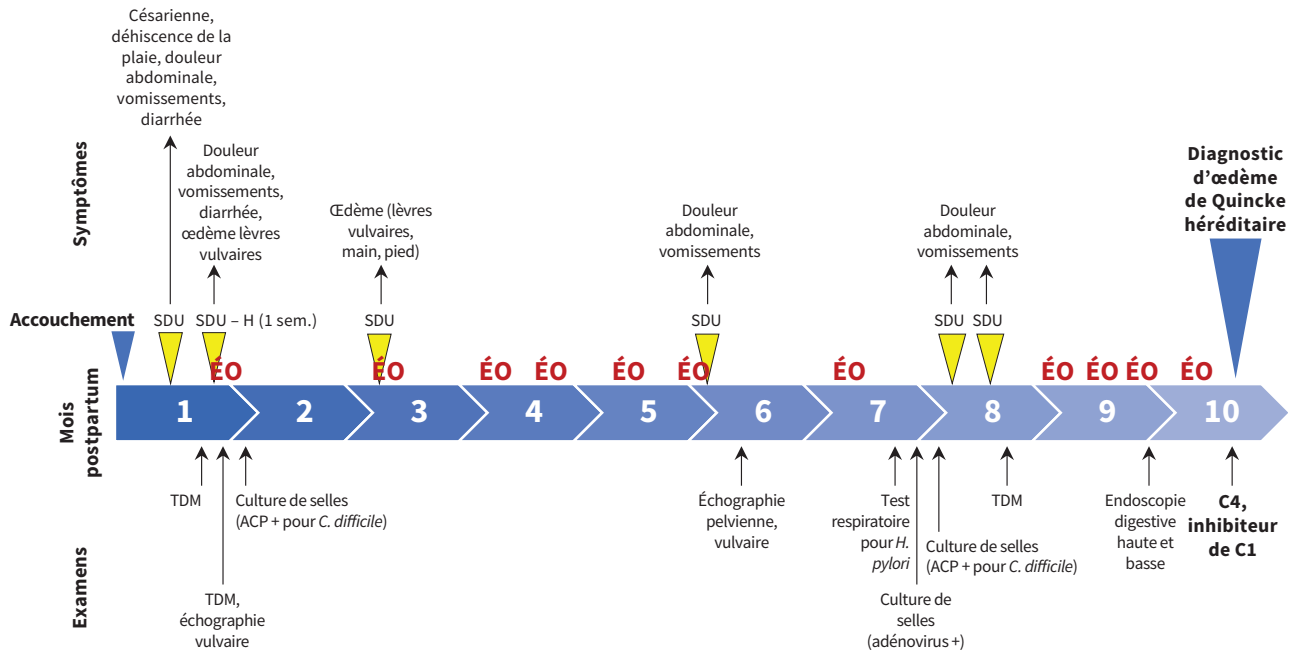 Césarienne,
déhiscence de la
plaie, douleur
abdominale,
vomissements,
diarrhée
Douleur
abdominale,
vomissements,
diarrhée,
œdème lèvres
vulvaires
Œdème (lèvres
vulvaires,
main, pied)
Douleur
abdominale,
vomissements
Douleur
abdominale,
vomissements
Diagnostic
d’œdème
de Quincke
héréditaire
Symptômes
Accouchement
SDU
SDU – H (1 sem.)
SDU
SDU
SDU
SDU
ÉO
ÉO
ÉO
ÉO
ÉO
ÉO
ÉO
ÉO
ÉO
ÉO
ÉO
Mois
postpartum
1
2
3
4
5
6
7
8
9
10
Examens
TDM
TDM,
échographie
vulvaire
Culture de selles
(ACP + pour C. difficile)
Échographie
pelvienne,
vulvaire
Test
respiratoire
pour H.
pylori
Culture de
selles
(adénovirus +)
Culture de selles
(ACP + pour C. difficile)
TDM
Endoscopie
digestive
haute et
basse
C4,
inhibiteur
de C1